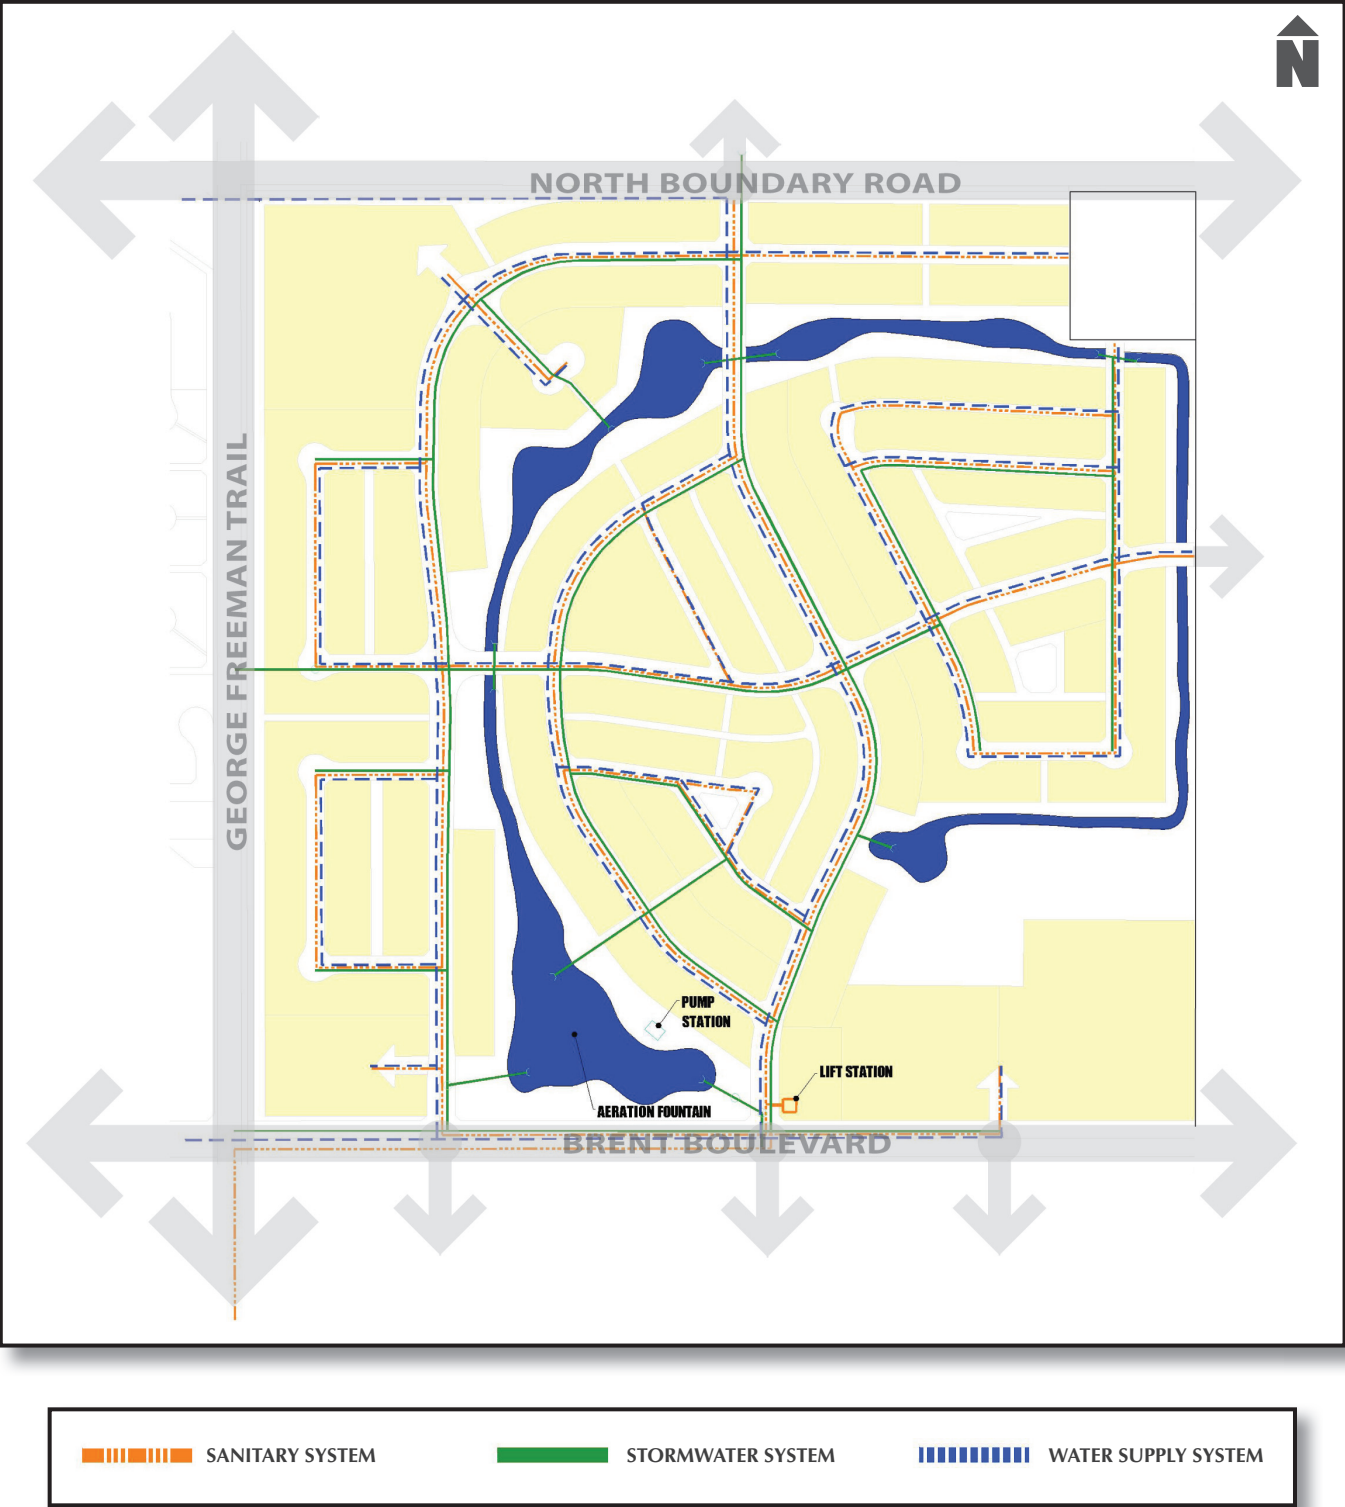 N
NORTH BOUNDARY ROAD
GEORGE FREEMAN TRAIL
PUMP
STATION
LIFT STATION
AERATION FOUNTAIN
BRENT BOULEVARD
SANITARY SYSTEM
STORMWATER SYSTEM
WATER SUPPLY SYSTEM